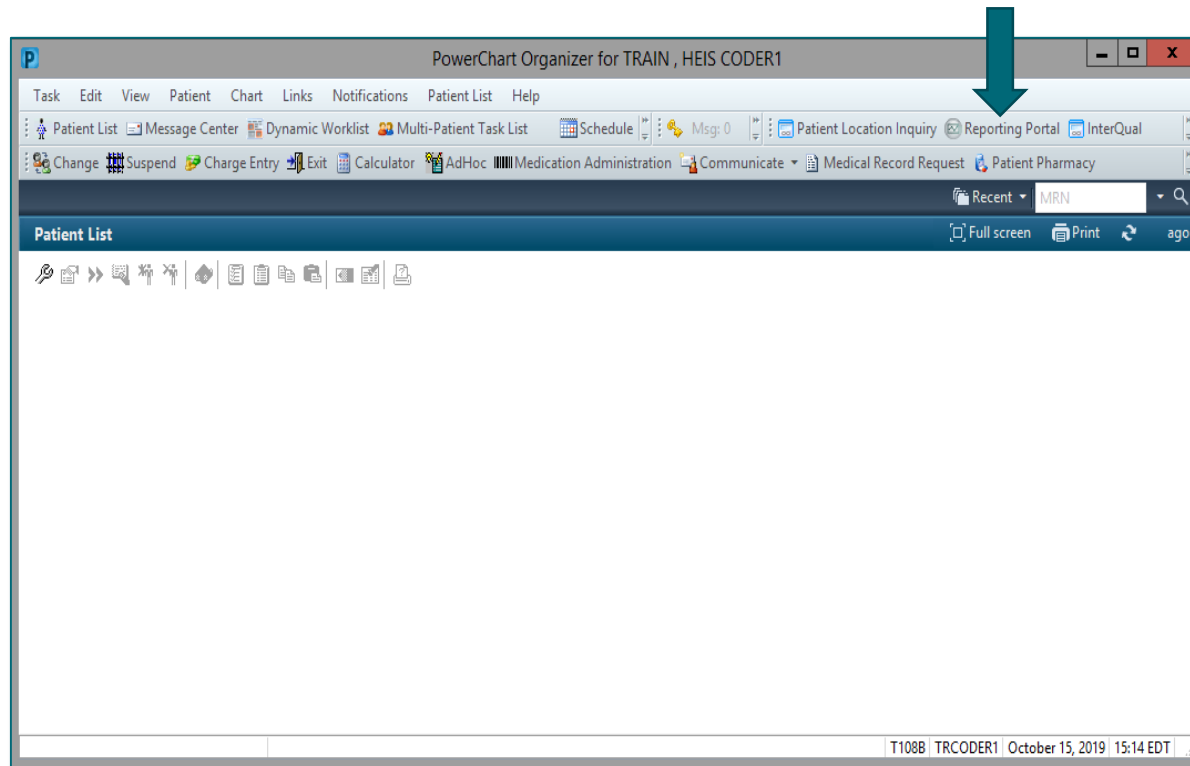 P
PowerChart Organizer for TRAIN , HEIS CODER1
X
Task Edit View Patient Chart Links Notifications Patient List Help
Patient List Message Center Dynamic Worklist Multi-Patient Task List Schedule Msg: 0 Patient Location Inquiry Reporting Portal InterQual
Change Suspend Charge Entry Exit Calculator AdHoc Medication Administration Communicate Medical Record Request Patient Pharmacy
Recent MRN
Patient List Full screen Print ago
T108B TRCODER1 October 15, 2019 15:14 EDT